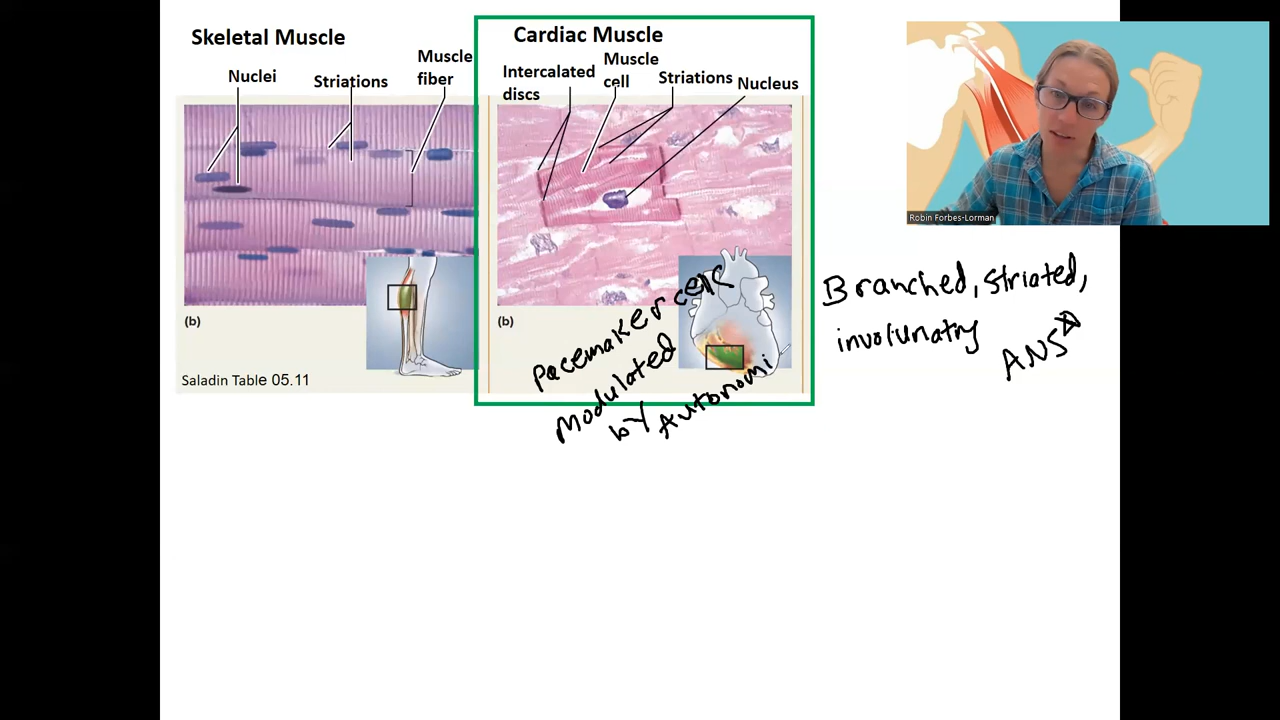 Skeletal Muscle
Nuclei
Striations
Muscle
fiber
(b)
Saladin Table 05.11
Cardiac Muscle
Intercalated
discs
Muscle
cell
Striations
Nucleus
(b)
Pacemaker cells
modulated
by Autonomi
Robin Forbes-Lorman
Branched, striated,
involunatry
ANS